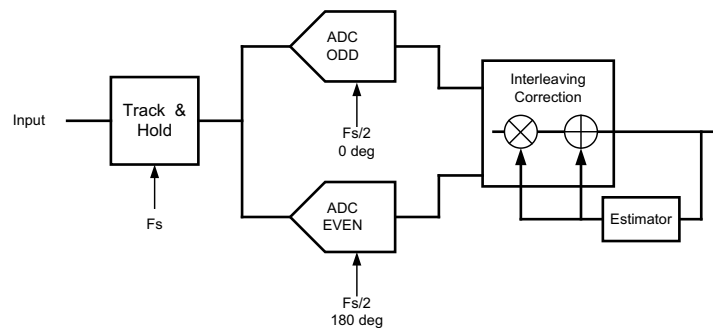 ADC
ODD
Fs/2
0 deg
Input
Track & 
Hold
Fs
Interleaving
Correction
Estimator
ADC
EVEN
Fs/2
180 deg